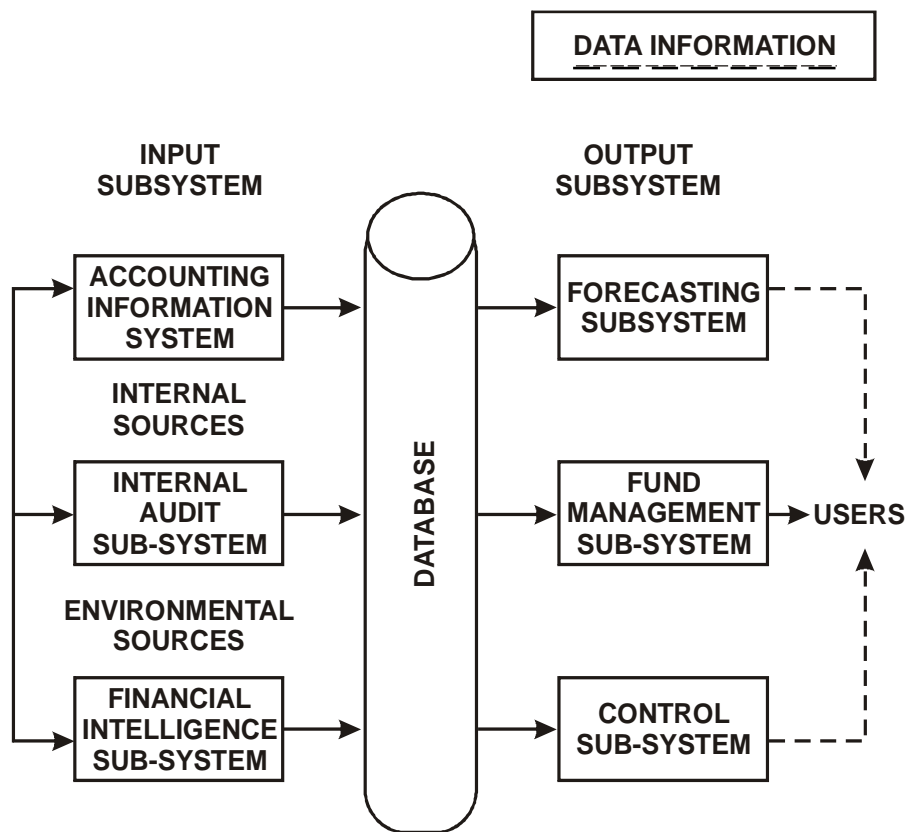 DATA INFORMATION
INPUT
SUBSYSTEM
OUTPUT
SUBSYSTEM
ACCOUNTING
INFORMATION
SYSTEM
FORECASTING
SUBSYSTEM
INTERNAL
SOURCES
DATABASE
INTERNAL
AUDIT
SUB-SYSTEM
FUND
MANAGEMENT
SUB-SYSTEM
USERS
ENVIRONMENTAL
SOURCES
FINANCIAL
INTELLIGENCE
SUB-SYSTEM
CONTROL
SUB-SYSTEM